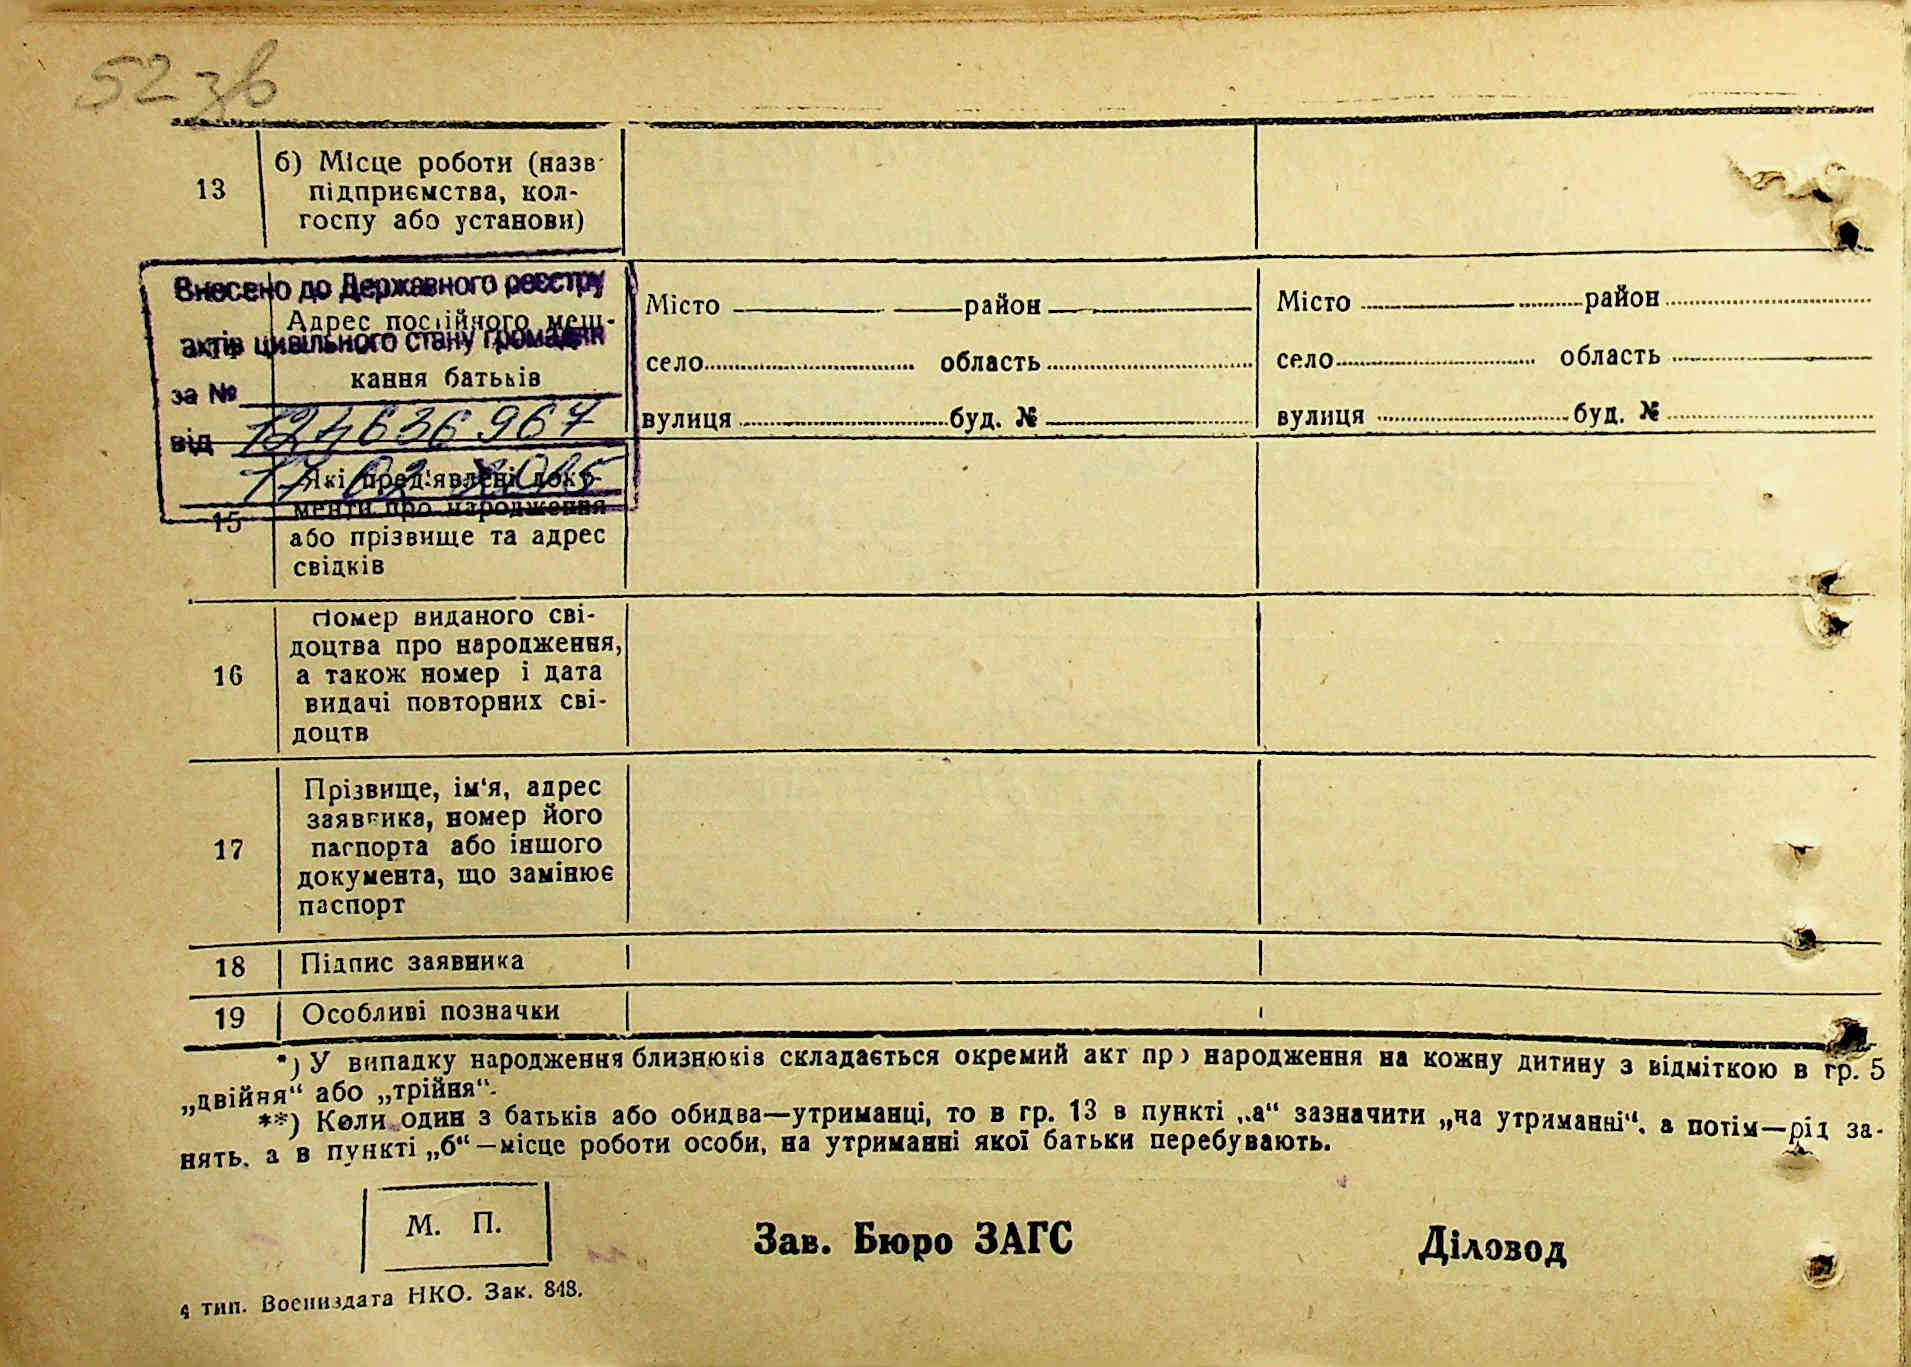 52 зв
13
б) Місце роботи (назв
підприємства, кол-
госпу або установи)
Внесено до Державного реєстру
актів цивільного стану громадян
за № 124636967
від 17 02 2015
Адрес постійного меш-
кання батьків
Місто район
село область
вулиця буд. №
Місто район
село область
вулиця буд. №
15
Які пред'явлені доку-
менти про народження
або прізвище та адрес
свідків
16
Номер виданого сві-
доцтва про народження,
а також номер і дата
видачі повторних сві-
доцтв
17
Прізвище, ім‘я, адрес
заявника, номер його
паспорта або іншого
документа, що замінює
паспорт
18 Підпис заявника
19 Особливі позначки
*) У випадку народження близнюків складається окремий акт про народження на кожну дитину з відміткою в гр. 5
„двійня“ або „трійня“.
**) Коли один з батьків або обидва—утриманці, то в гр. 13 в пункті „а“ зазначити „на утриманні“, а потім—рід за-
нять, а в пункті „б“—місце роботи особи, на утриманні якої батьки перебувають.
М. П.
Зав. Бюро ЗАГС
Діловод
4 тип. Воениздата НКО. Зак. 848.